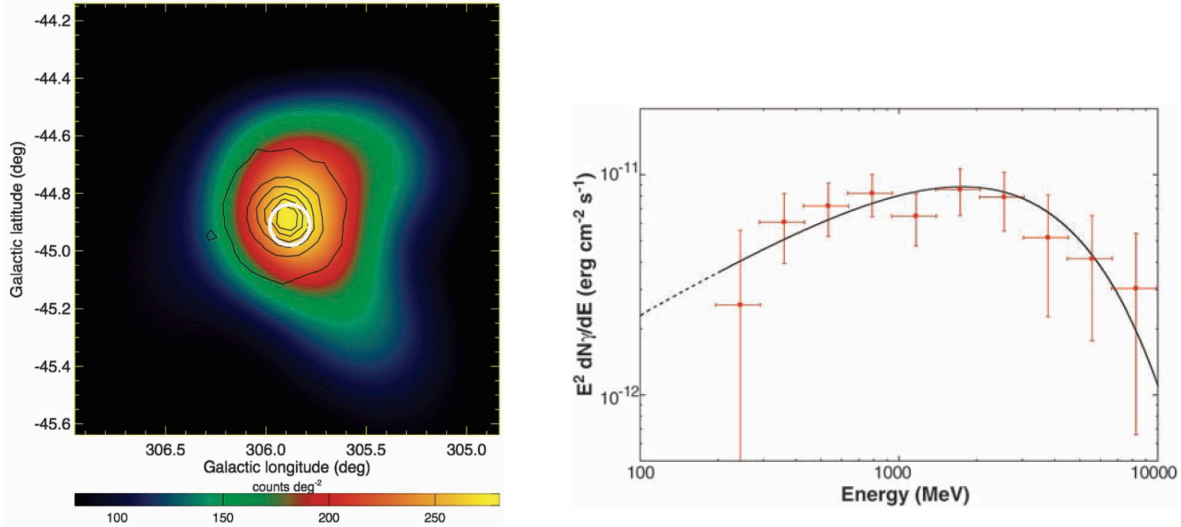 -44.2
-44.4
-44.6
-44.8
-45.0
-45.2
-45.4
-45.6
Galactic latitude (deg)
306.5 306.0 305.5 305.0
Galactic longitude (deg)
counts deg-2
100 150 200 250
E2 dNγ/dE (erg cm-2 s-1)
10-11
10-12
100 1000 10000
Energy (MeV)